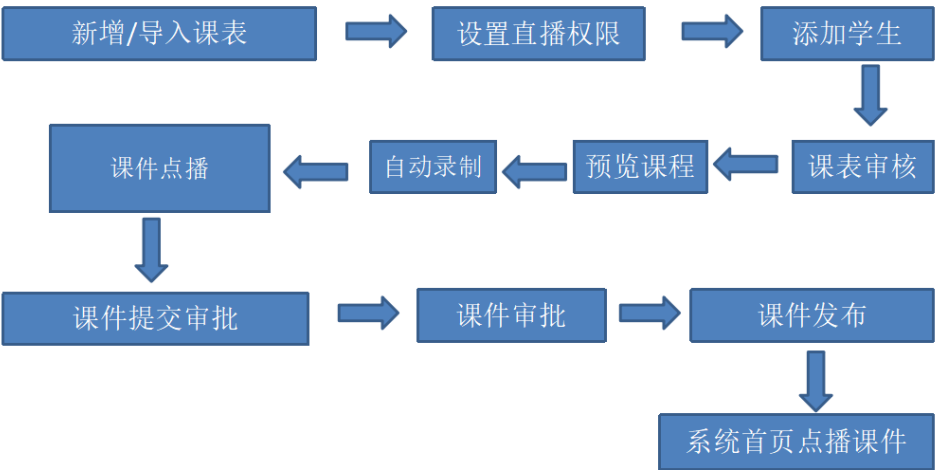 新增/导入课表
设置直播权限
添加学生
课表审核
预览课程
自动录制
课件点播
课件提交审批
课件审批
课件发布
系统首页点播课件